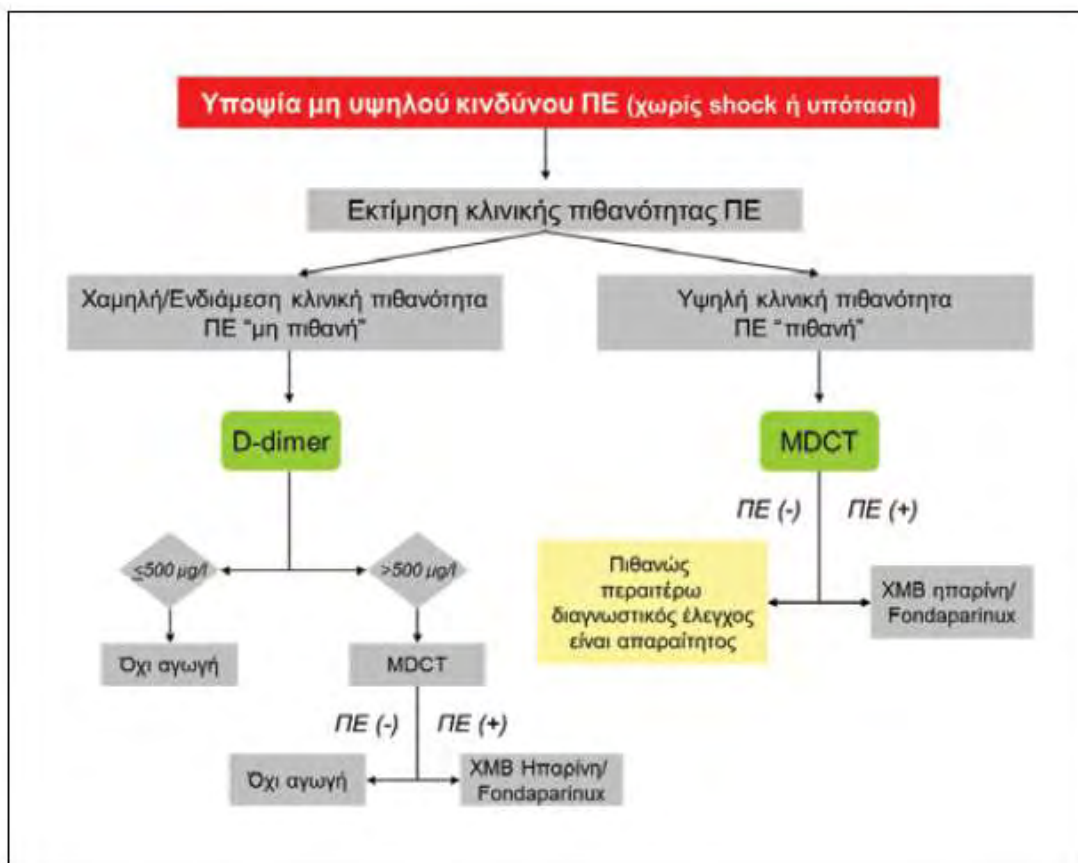 Υποψία μη υψηλού κινδύνου ΠΕ (χωρίς shock ή υπόταση)
Εκτίμηση κλινικής πιθανότητας ΠΕ
Χαμηλή/Ενδιάμεση κλινική πιθανότητα
ΠΕ "μη πιθανή"
Υψηλή κλινική πιθανότητα
ΠΕ "πιθανή"
D-dimer
MDCT
ΠΕ (-)
ΠΕ (+)
≤500 μg/l
>500 μg/l
Πιθανώς
περαιτέρω
διαγνωστικός έλεγχος
είναι απαραίτητος
ΧΜΒ ηπαρίνη/
Fondaparinux
Όχι αγωγή
MDCT
ΠΕ (-)
ΠΕ (+)
Όχι αγωγή
ΧΜΒ Ηπαρίνη/
Fondaparinux